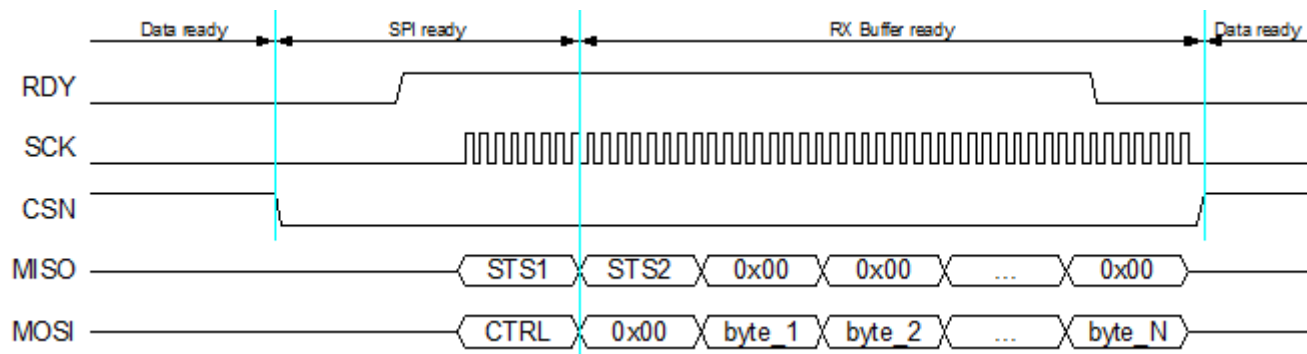 Data ready SPI ready RX Buffer ready Data ready
RDY
SCK
CSN
MISO STS1 STS2 0x00 0x00 ... 0x00
MOSI CTRL 0x00 byte_1 byte_2 ... byte_N